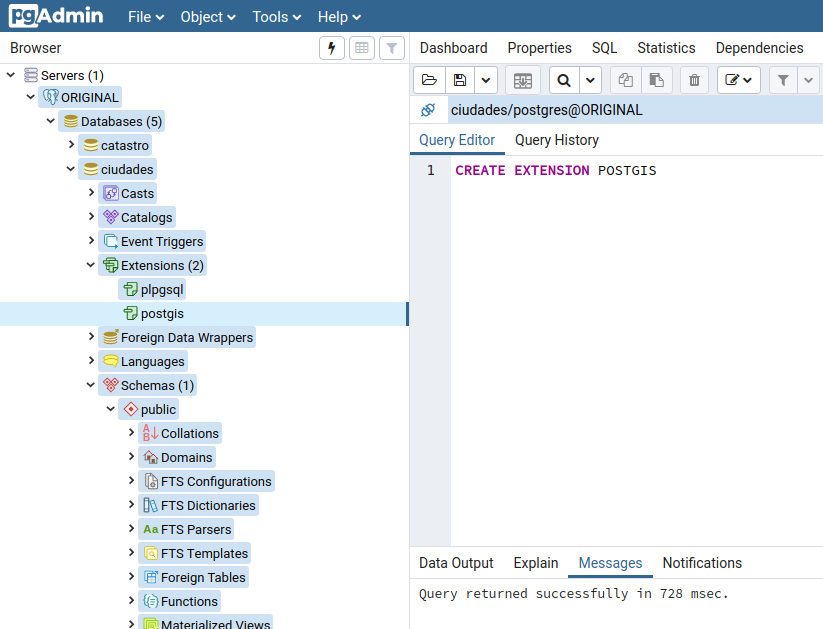 pgAdmin File Object Tools Help
Browser
Dashboard Properties SQL Statistics Dependencies
Servers (1)
ORIGINAL
Databases (5)
catastro
ciudades
Casts
Catalogs
Event Triggers
Extensions (2)
plpgsql
postgis
Foreign Data Wrappers
Languages
Schemas (1)
public
Collations
Domains
FTS Configurations
FTS Dictionaries
Aa FTS Parsers
FTS Templates
Foreign Tables
Functions
Materialized Views
ciudades/postgres@ORIGINAL
Query Editor Query History
1 CREATE EXTENSION POSTGIS
Data Output Explain Messages Notifications
Query returned successfully in 728 msec.